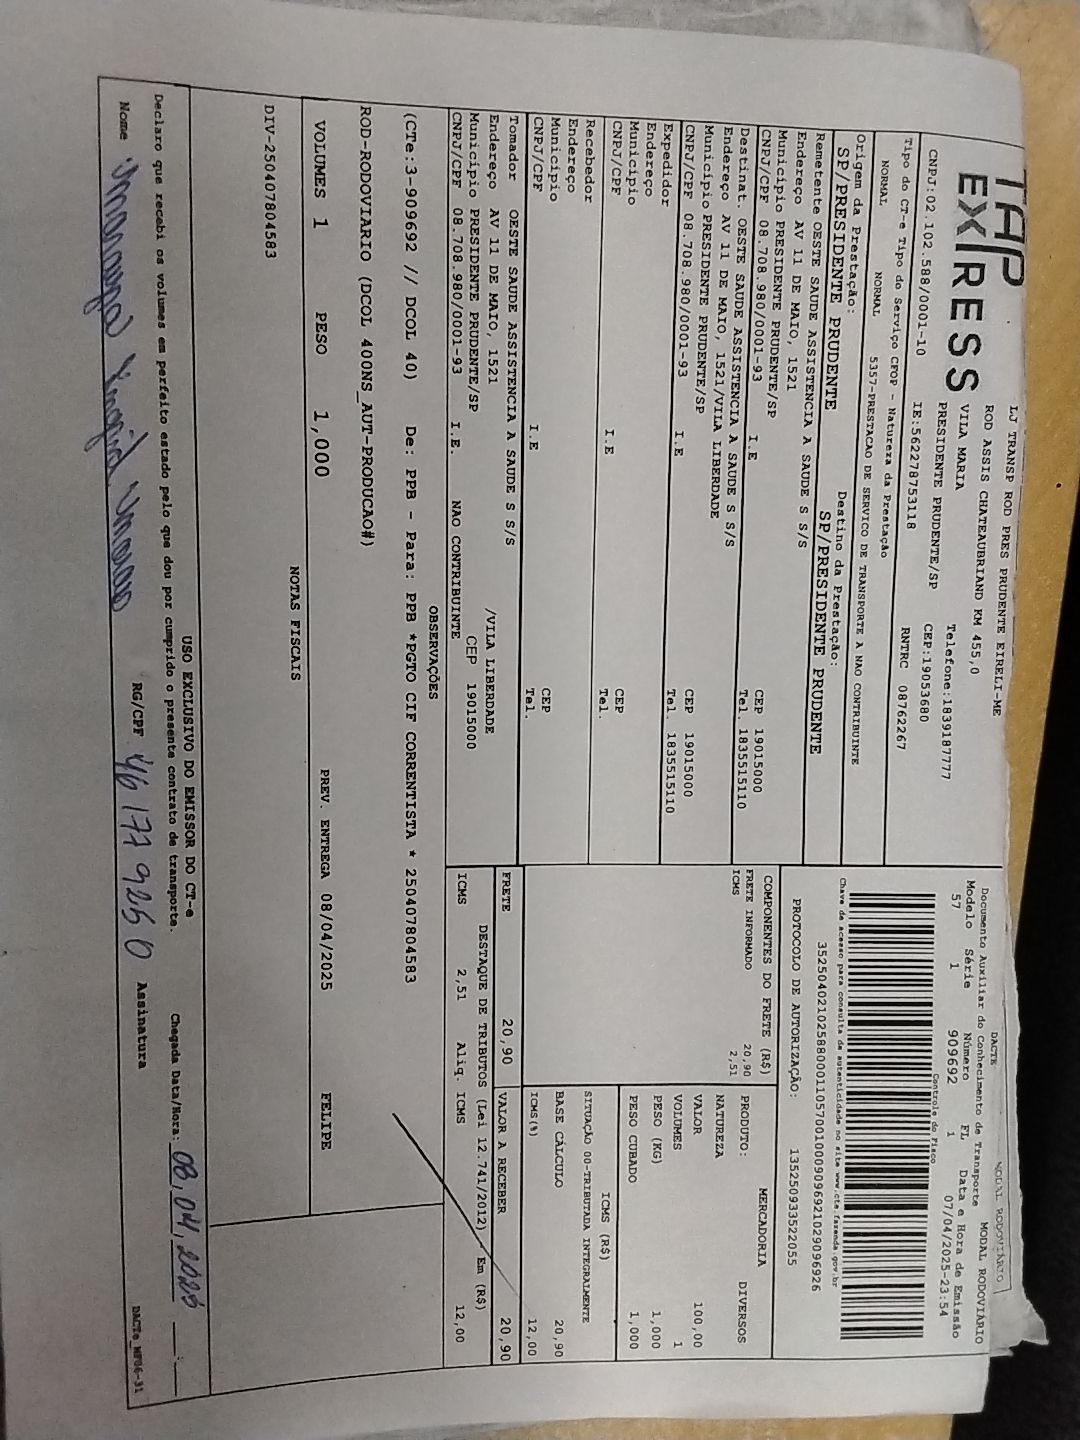 TAP
EXPRESS
LJ TRANSP ROD PRES PRUDENTE EIRELI-ME
ROD ASSIS CHATEAUBRIAND KM 455,0
VILA MARIA Telefone:1839187777
PRESIDENTE PRUDENTE/SP CEP:19053680
CNPJ:02.102.588/0001-10 IE:562278753118 RNTRC 08762267
Tipo do CT-e Tipo do Serviço CFOP - Natureza da Prestação
NORMAL NORMAL 5357-PRESTACAO DE SERVICO DE TRANSPORTE A NAO CONTRIBUINTE
Origem da Prestação: Destino da Prestação:
SP/PRESIDENTE PRUDENTE SP/PRESIDENTE PRUDENTE
MODAL RODOVIÁRIO
DACTE MODAL RODOVIÁRIO
Documento Auxiliar do Conhecimento de Transporte
Modelo Série Número FL Data e Hora de Emissão
57 1 909692 1 07/04/2025-23:54
Controle do Fisco
Chave de acesso para consulta de autenticidade no site www.cte.fazenda.gov.br
35250402102588000110570010009096921029096926
PROTOCOLO DE AUTORIZAÇÃO: 135250933522055
Remetente OESTE SAUDE ASSISTENCIA A SAUDE S S/S
Endereço AV 11 DE MAIO, 1521
Município PRESIDENTE PRUDENTE/SP CEP 19015000
CNPJ/CPF 08.708.980/0001-93 I.E Tel. 1835515110
Destinat. OESTE SAUDE ASSISTENCIA A SAUDE S S/S
Endereço AV 11 DE MAIO, 1521/VILA LIBERDADE
Município PRESIDENTE PRUDENTE/SP CEP 19015000
CNPJ/CPF 08.708.980/0001-93 I.E Tel. 1835515110
Expedidor
Endereço
Município CEP
CNPJ/CPF I.E Tel.
Recebedor
Endereço
Município CEP
CNPJ/CPF I.E Tel.
Tomador OESTE SAUDE ASSISTENCIA A SAUDE S S/S
Endereço AV 11 DE MAIO, 1521 /VILA LIBERDADE
Município PRESIDENTE PRUDENTE/SP CEP 19015000
CNPJ/CPF 08.708.980/0001-93 I.E. NAO CONTRIBUINTE
COMPONENTES DO FRETE (R$)
FRETE INFORMADO 20,90
ICMS 2,51
PRODUTO: MERCADORIA DIVERSOS
NATUREZA
VALOR 100,00
VOLUMES 1
PESO (KG) 1,000
PESO CUBADO 1,000
ICMS (R$)
SITUAÇÃO 00-TRIBUTADA INTEGRALMENTE
BASE CÁLCULO 20,90
ICMS(%) 12,00
FRETE 20,90 VALOR A RECEBER 20,90
DESTAQUE DE TRIBUTOS (Lei 12.741/2012) - Em (R$)
ICMS 2,51 Aliq. ICMS 12,00
OBSERVAÇÕES
(CTe:3-909692 // DCOL 40) De: PPB - Para: PPB *PGTO CIF CORRENTISTA * 250407804583
ROD-RODOVIARIO (DCOL 400NS_AUT-PRODUCAO#)
VOLUMES 1 PESO 1,000 PREV. ENTREGA 08/04/2025 FELIPE
NOTAS FISCAIS
DIV-250407804583
USO EXCLUSIVO DO EMISSOR DO CT-e
Declaro que recebi os volumes em perfeito estado pelo que dou por cumprido o presente contrato de transporte. Chegada Data/Hora: 08,04,2025 __:__
Nome RG/CPF 46 177 925 0 Assinatura
DACTe_MF06-31